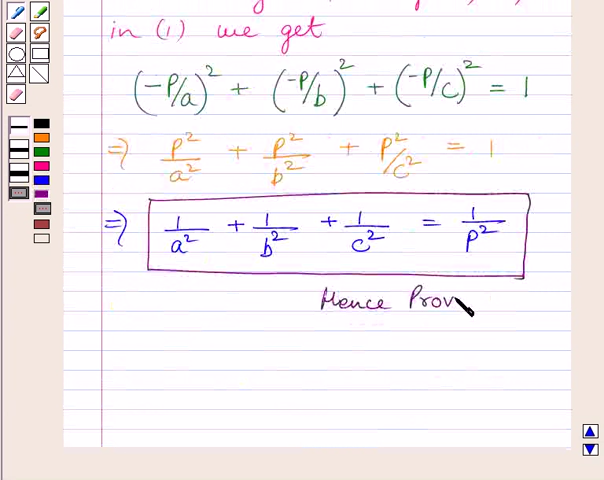 in (1) we get
(-P/a)² + (-P/b)² + (-P/c)² = 1
⇒ P²/a² + P²/b² + P²/c² = 1
⇒ 1/a² + 1/b² + 1/c² = 1/P²
Hence Prov